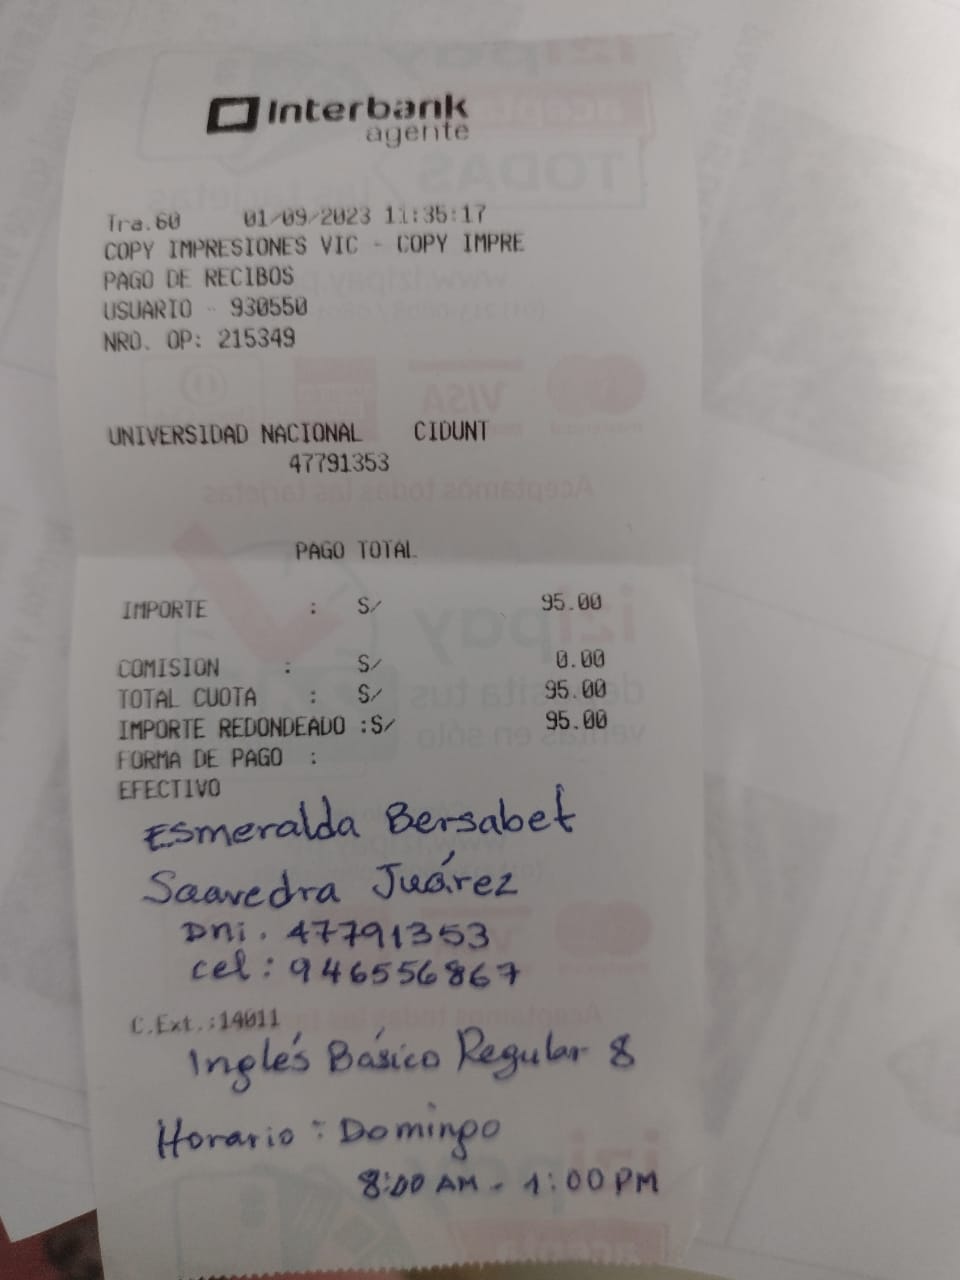 Interbank
agente
Tra.60 01/09/2023 11:35:17
COPY IMPRESIONES VIC - COPY IMPRE
PAGO DE RECIBOS
USUARIO - 930550
NRO. OP: 215349
UNIVERSIDAD NACIONAL CIDUNT
47791353
PAGO TOTAL
IMPORTE : S/ 95.00
COMISION : S/ 0.00
TOTAL CUOTA : S/ 95.00
IMPORTE REDONDEADO :S/ 95.00
FORMA DE PAGO :
EFECTIVO
Esmeralda Bersabet
Saavedra Juárez
Dni. 47791353
cel: 946556867
C.Ext.:14011
Inglés Básico Regular 8
Horario: Domingo
8:00 AM - 1:00 PM